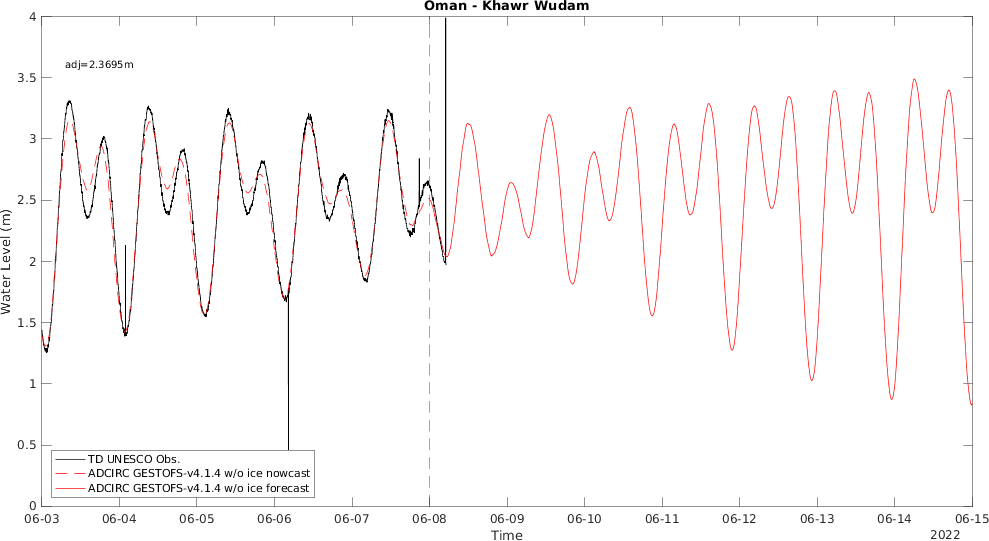 Oman - Khawr Wudam
adj=2.3695m
4
3.5
3
2.5
2
1.5
1
0.5
0
Water Level (m)
TD UNESCO Obs.
ADCIRC GESTOFS-v4.1.4 w/o ice nowcast
ADCIRC GESTOFS-v4.1.4 w/o ice forecast
06-03 06-04 06-05 06-06 06-07 06-08 06-09 06-10 06-11 06-12 06-13 06-14 06-15
Time
2022